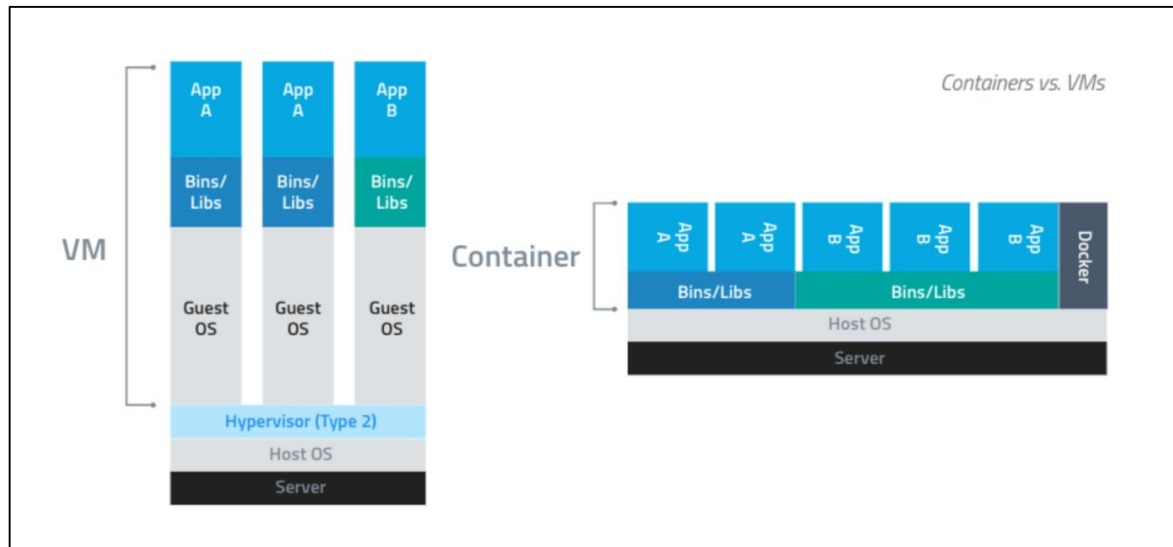 Containers vs. VMs
VM
App
A
App
A
App
B
Bins/
Libs
Bins/
Libs
Bins/
Libs
Guest
OS
Guest
OS
Guest
OS
Hypervisor (Type 2)
Host OS
Server
Container
App
A
App
A
App
B
App
B
App
B
Docker
Bins/Libs
Bins/Libs
Host OS
Server